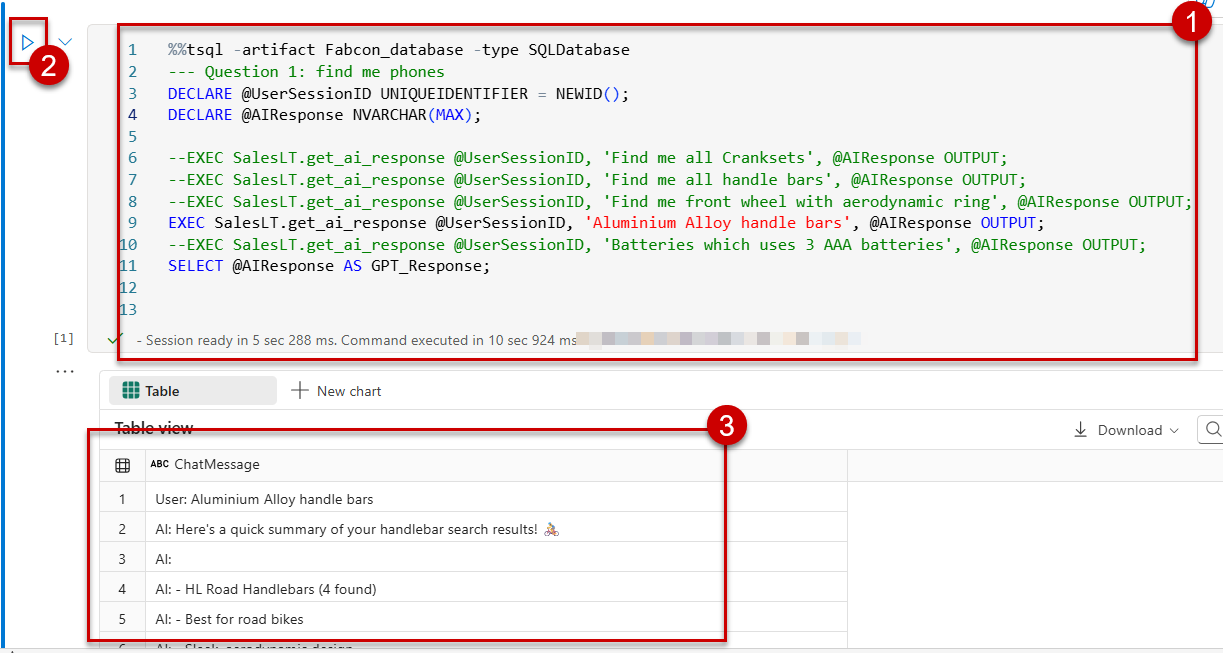 1
2
1 %%tsql -artifact Fabcon_database -type SQLDatabase
2 --- Question 1: find me phones
3 DECLARE @UserSessionID UNIQUEIDENTIFIER = NEWID();
4 DECLARE @AIResponse NVARCHAR(MAX);
5
6 --EXEC SalesLT.get_ai_response @UserSessionID, 'Find me all Cranksets', @AIResponse OUTPUT;
7 --EXEC SalesLT.get_ai_response @UserSessionID, 'Find me all handle bars', @AIResponse OUTPUT;
8 --EXEC SalesLT.get_ai_response @UserSessionID, 'Find me front wheel with aerodynamic ring', @AIResponse OUTPUT;
9 EXEC SalesLT.get_ai_response @UserSessionID, 'Aluminium Alloy handle bars', @AIResponse OUTPUT;
10 --EXEC SalesLT.get_ai_response @UserSessionID, 'Batteries which uses 3 AAA batteries', @AIResponse OUTPUT;
11 SELECT @AIResponse AS GPT_Response;
12
13
[1] - Session ready in 5 sec 288 ms. Command executed in 10 sec 924 ms
...
Table + New chart
3
Table view Download
ABC ChatMessage
1 User: Aluminium Alloy handle bars
2 AI: Here's a quick summary of your handlebar search results! 🚴
3 AI:
4 AI: - HL Road Handlebars (4 found)
5 AI: - Best for road bikes
6 AI: - Sleek, aerodynamic design